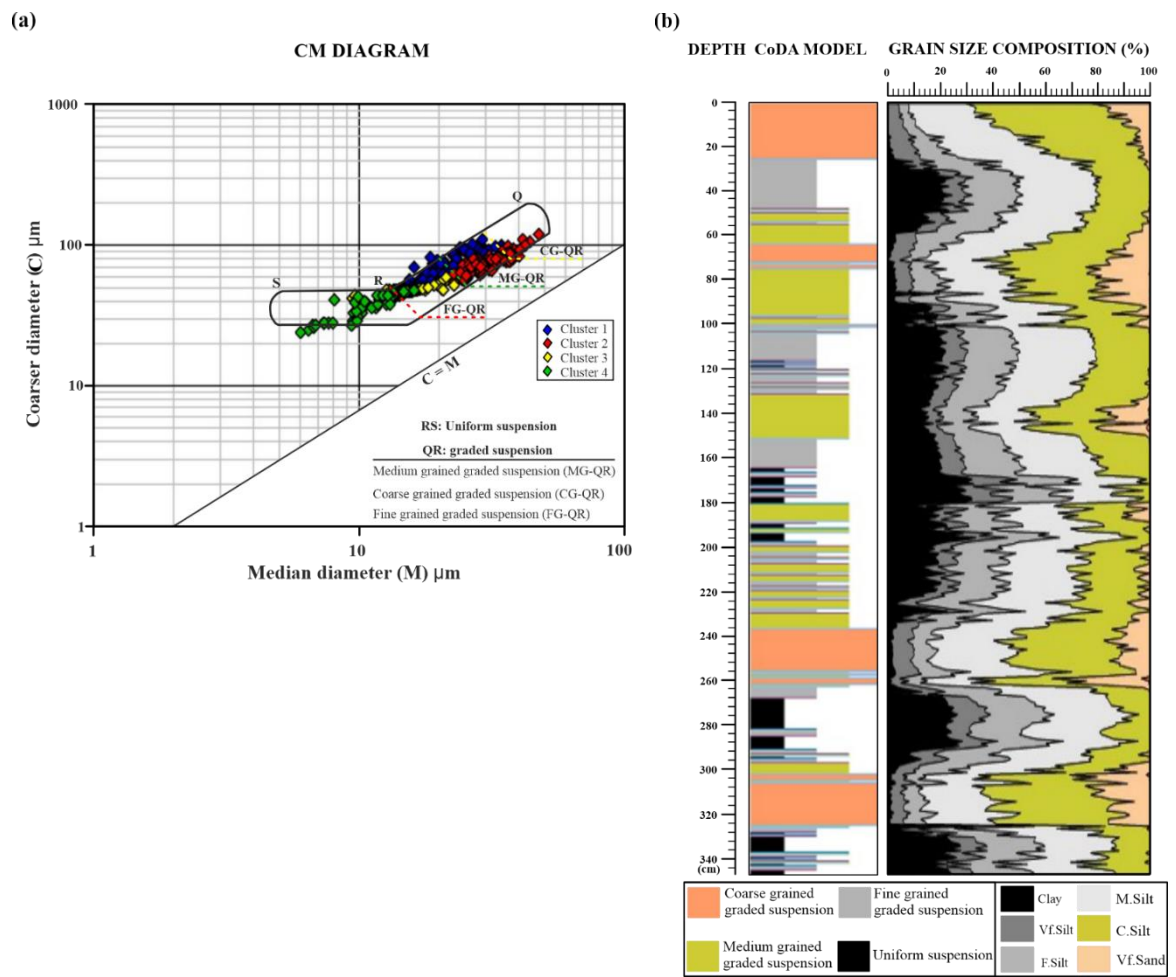 (a)
CM DIAGRAM
1000
100
10
1
1
10
100
Coarser diameter (C) μm
Median diameter (M) μm
S
R
Q
CG-QR
MG-QR
FG-QR
C = M
Cluster 1
Cluster 2
Cluster 3
Cluster 4
RS: Uniform suspension
QR: graded suspension
Medium grained graded suspension (MG-QR)
Coarse grained graded suspension (CG-QR)
Fine grained graded suspension (FG-QR)
(b)
DEPTH CoDA MODEL GRAIN SIZE COMPOSITION (%)
0 20 40 60 80 100
0
20
40
60
80
100
120
140
160
180
200
220
240
260
280
300
320
340
(cm)
Coarse grained
graded suspension
Fine grained
graded suspension
Medium grained
graded suspension
Uniform suspension
Clay
M.Silt
Vf.Silt
C.Silt
F.Silt
Vf.Sand